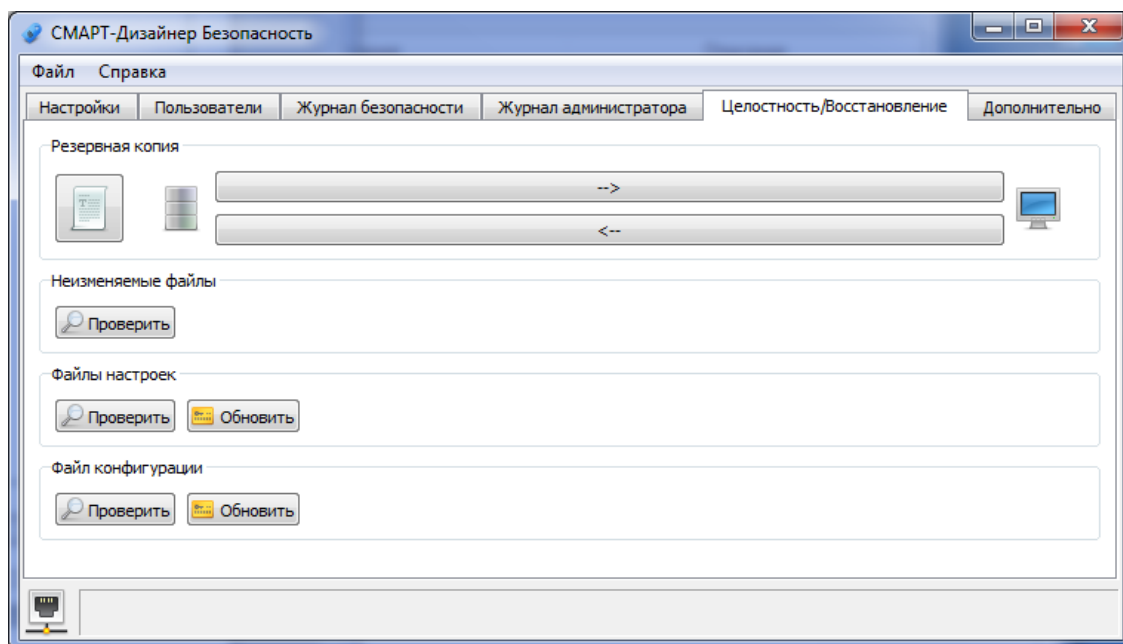 СМАРТ-Дизайнер Безопасность
Файл Справка
Настройки Пользователи Журнал безопасности Журнал администратора Целостность/Восстановление Дополнительно
Резервная копия
-->
<--
Неизменяемые файлы
Проверить
Файлы настроек
Проверить Обновить
Файл конфигурации
Проверить Обновить